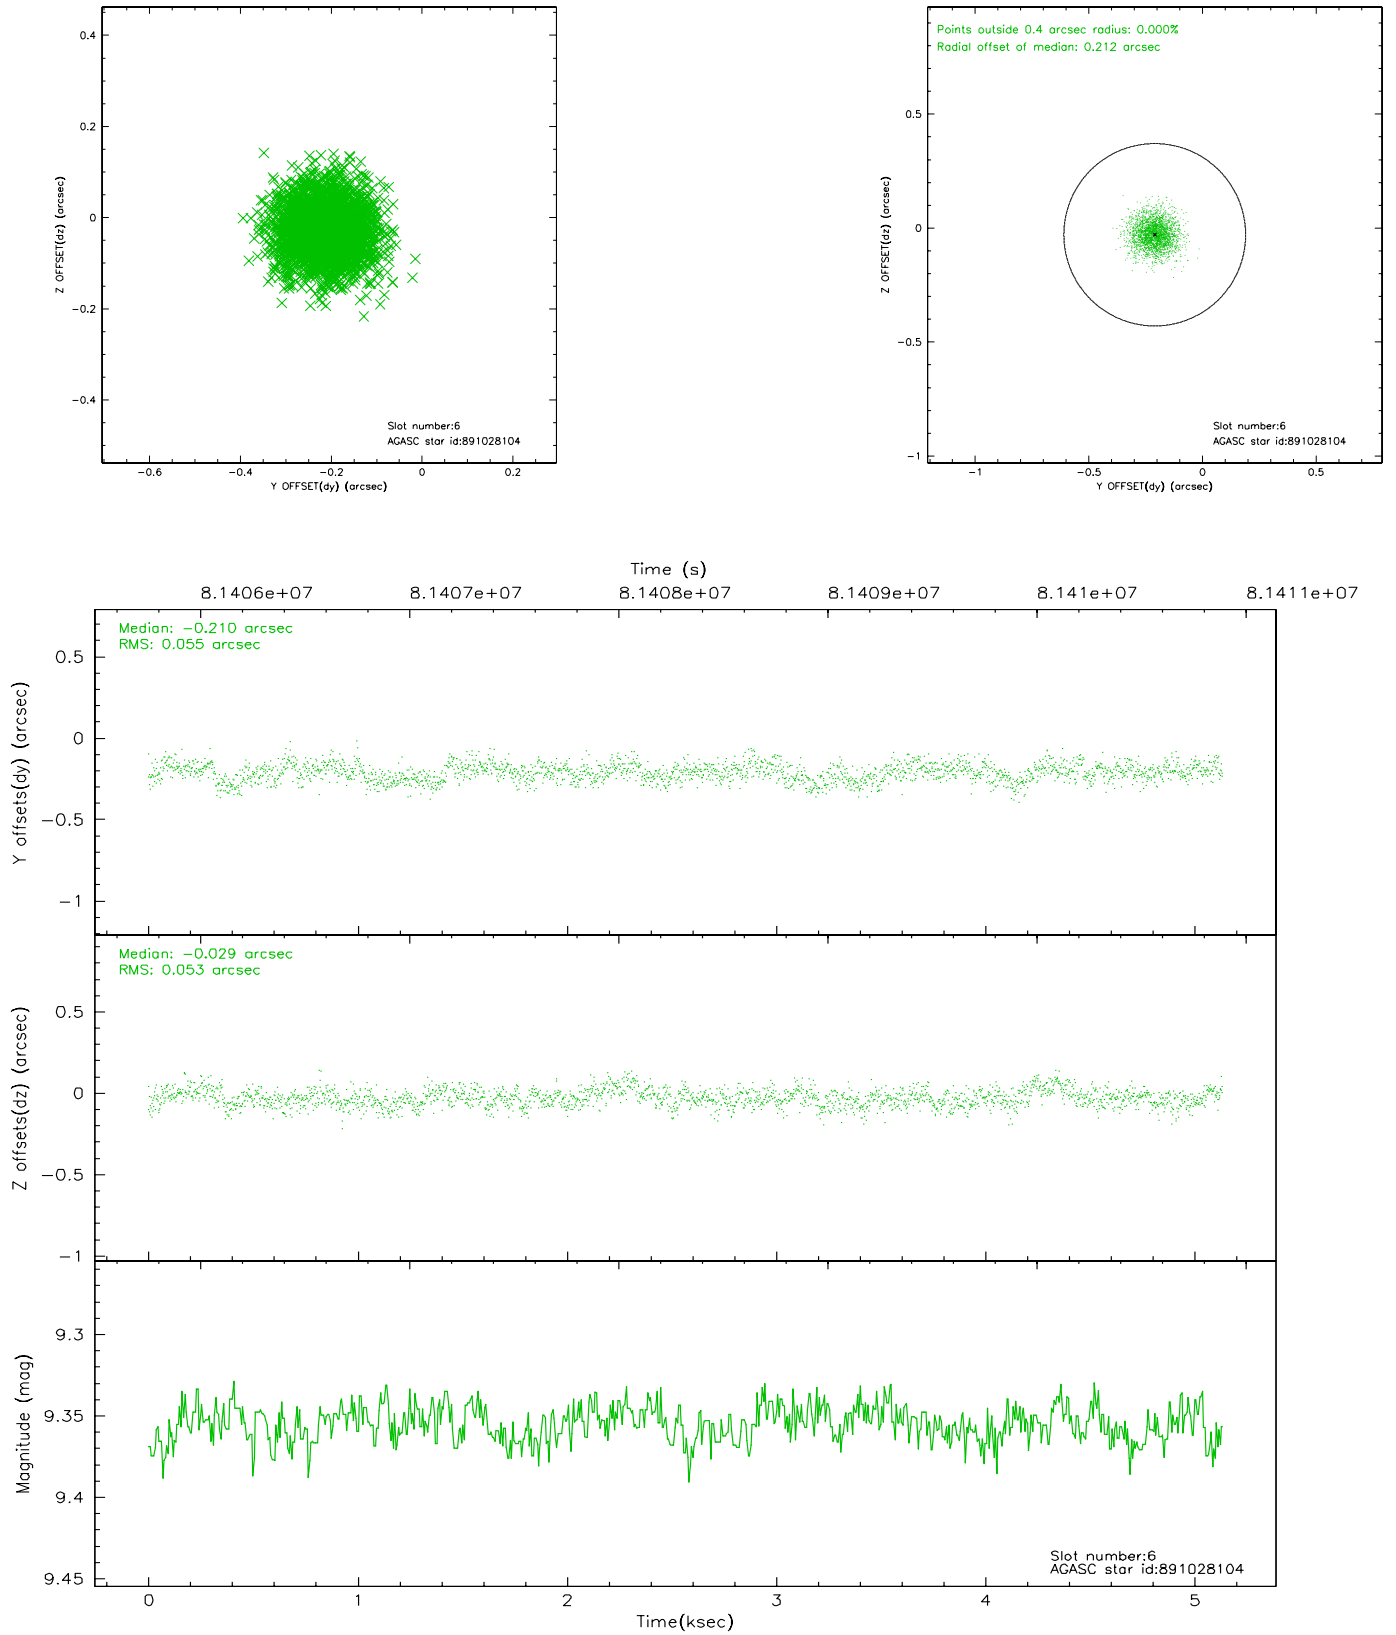 0.4
0.2
0
−0.2
−0.4
Z OFFSET(dz) (arcsec)
Slot number:6
AGASC star id:891028104
−0.6 −0.4 −0.2 0 0.2
Y OFFSET(dy) (arcsec)
Points outside 0.4 arcsec radius: 0.000%
Radial offset of median: 0.212 arcsec
0.5
0
−0.5
−1
Z OFFSET(dz) (arcsec)
Slot number:6
AGASC star id:891028104
−1 −0.5 0 0.5
Y OFFSET(dy) (arcsec)
Time (s)
8.1406e+07 8.1407e+07 8.1408e+07 8.1409e+07 8.141e+07 8.1411e+07
Median: −0.210 arcsec
RMS: 0.055 arcsec
0.5
0
−0.5
−1
Y offsets(dy) (arcsec)
Median: −0.029 arcsec
RMS: 0.053 arcsec
0.5
0
−0.5
−1
Z offsets(dz) (arcsec)
9.3
9.35
9.4
9.45
Magnitude (mag)
Slot number:6
AGASC star id:891028104
0 1 2 3 4 5
Time(ksec)